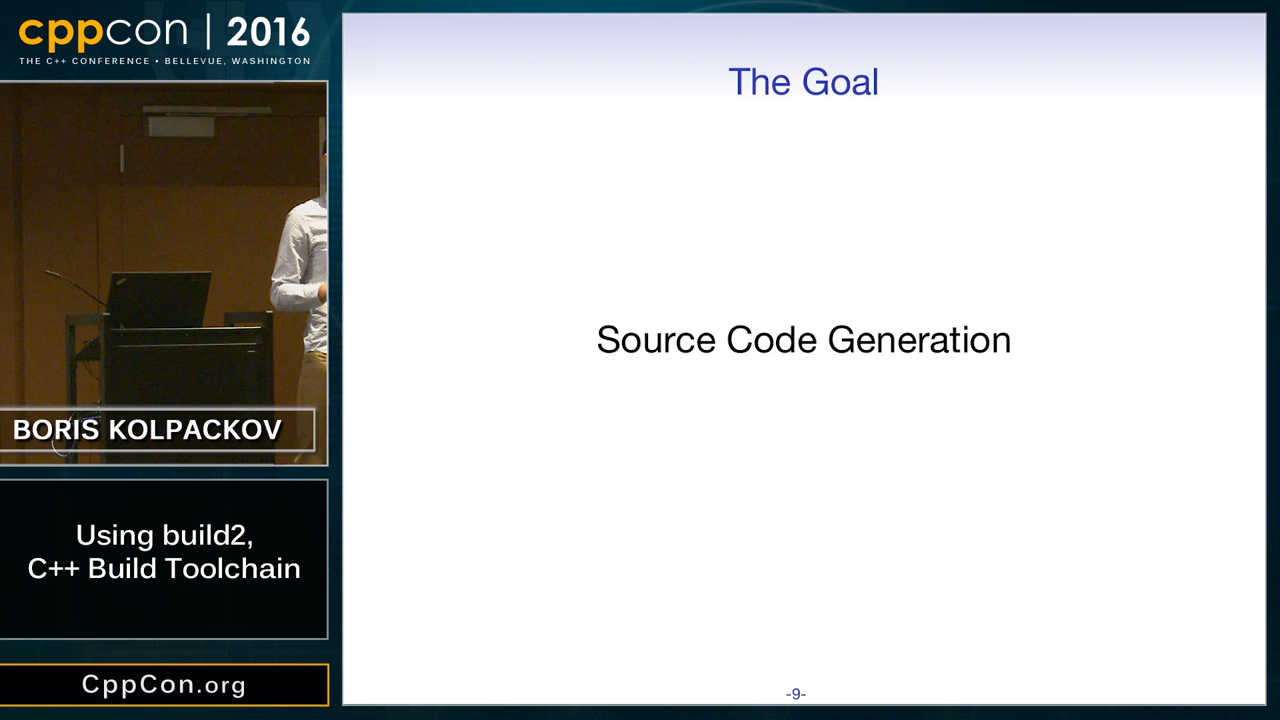 cppcon | 2016
THE C++ CONFERENCE • BELLEVUE, WASHINGTON
BORIS KOLPACKOV
Using build2,
C++ Build Toolchain
CppCon.org
The Goal
Source Code Generation
-9-